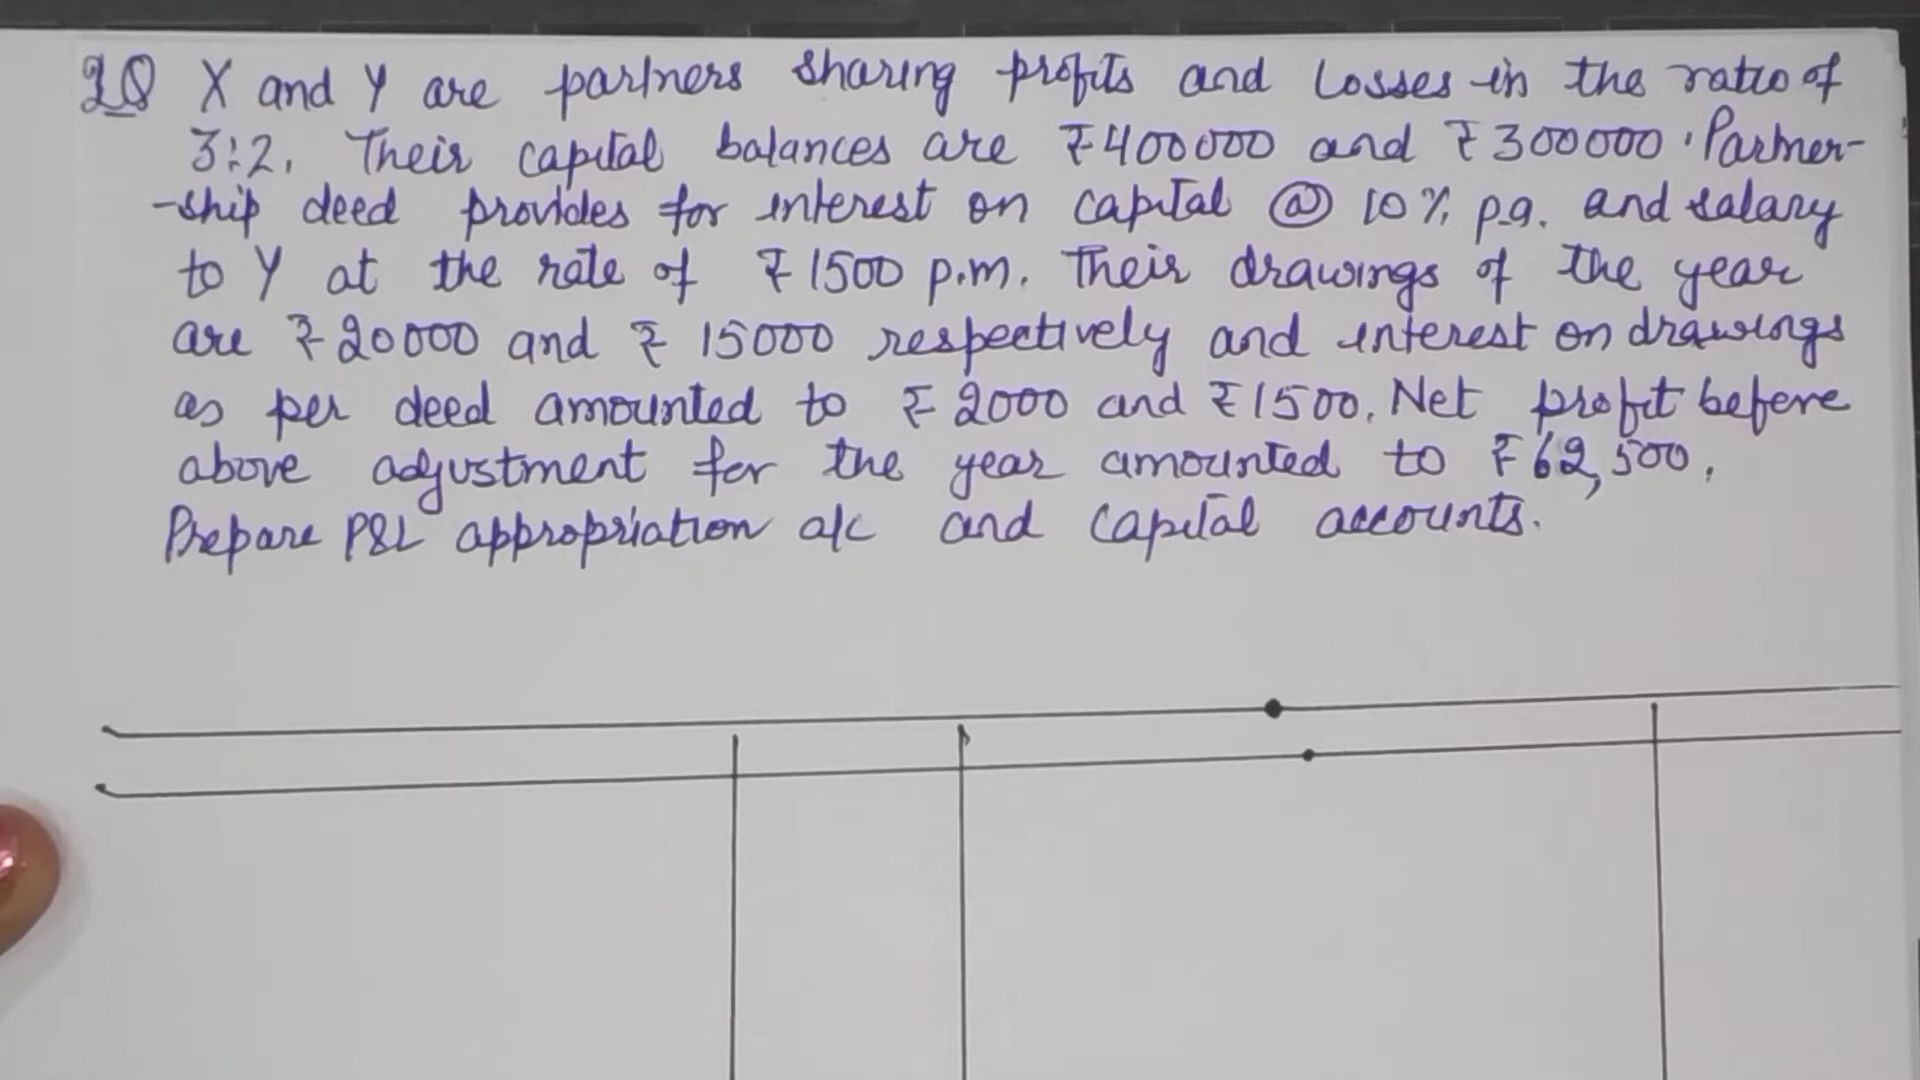 2Q X and Y are partners sharing profits and Losses in the ratio of
3:2. Their capital balances are ₹400000 and ₹300000. Partner-
-ship deed provides for interest on capital @ 10% p.a. and salary
to Y at the rate of ₹1500 p.m. Their drawings of the year
are ₹20000 and ₹ 15000 respectively and interest on drawings
as per deed amounted to ₹2000 and ₹1500. Net profit before
above adjustment for the year amounted to ₹62,500.
Prepare P&L appropriation a/c and capital accounts.